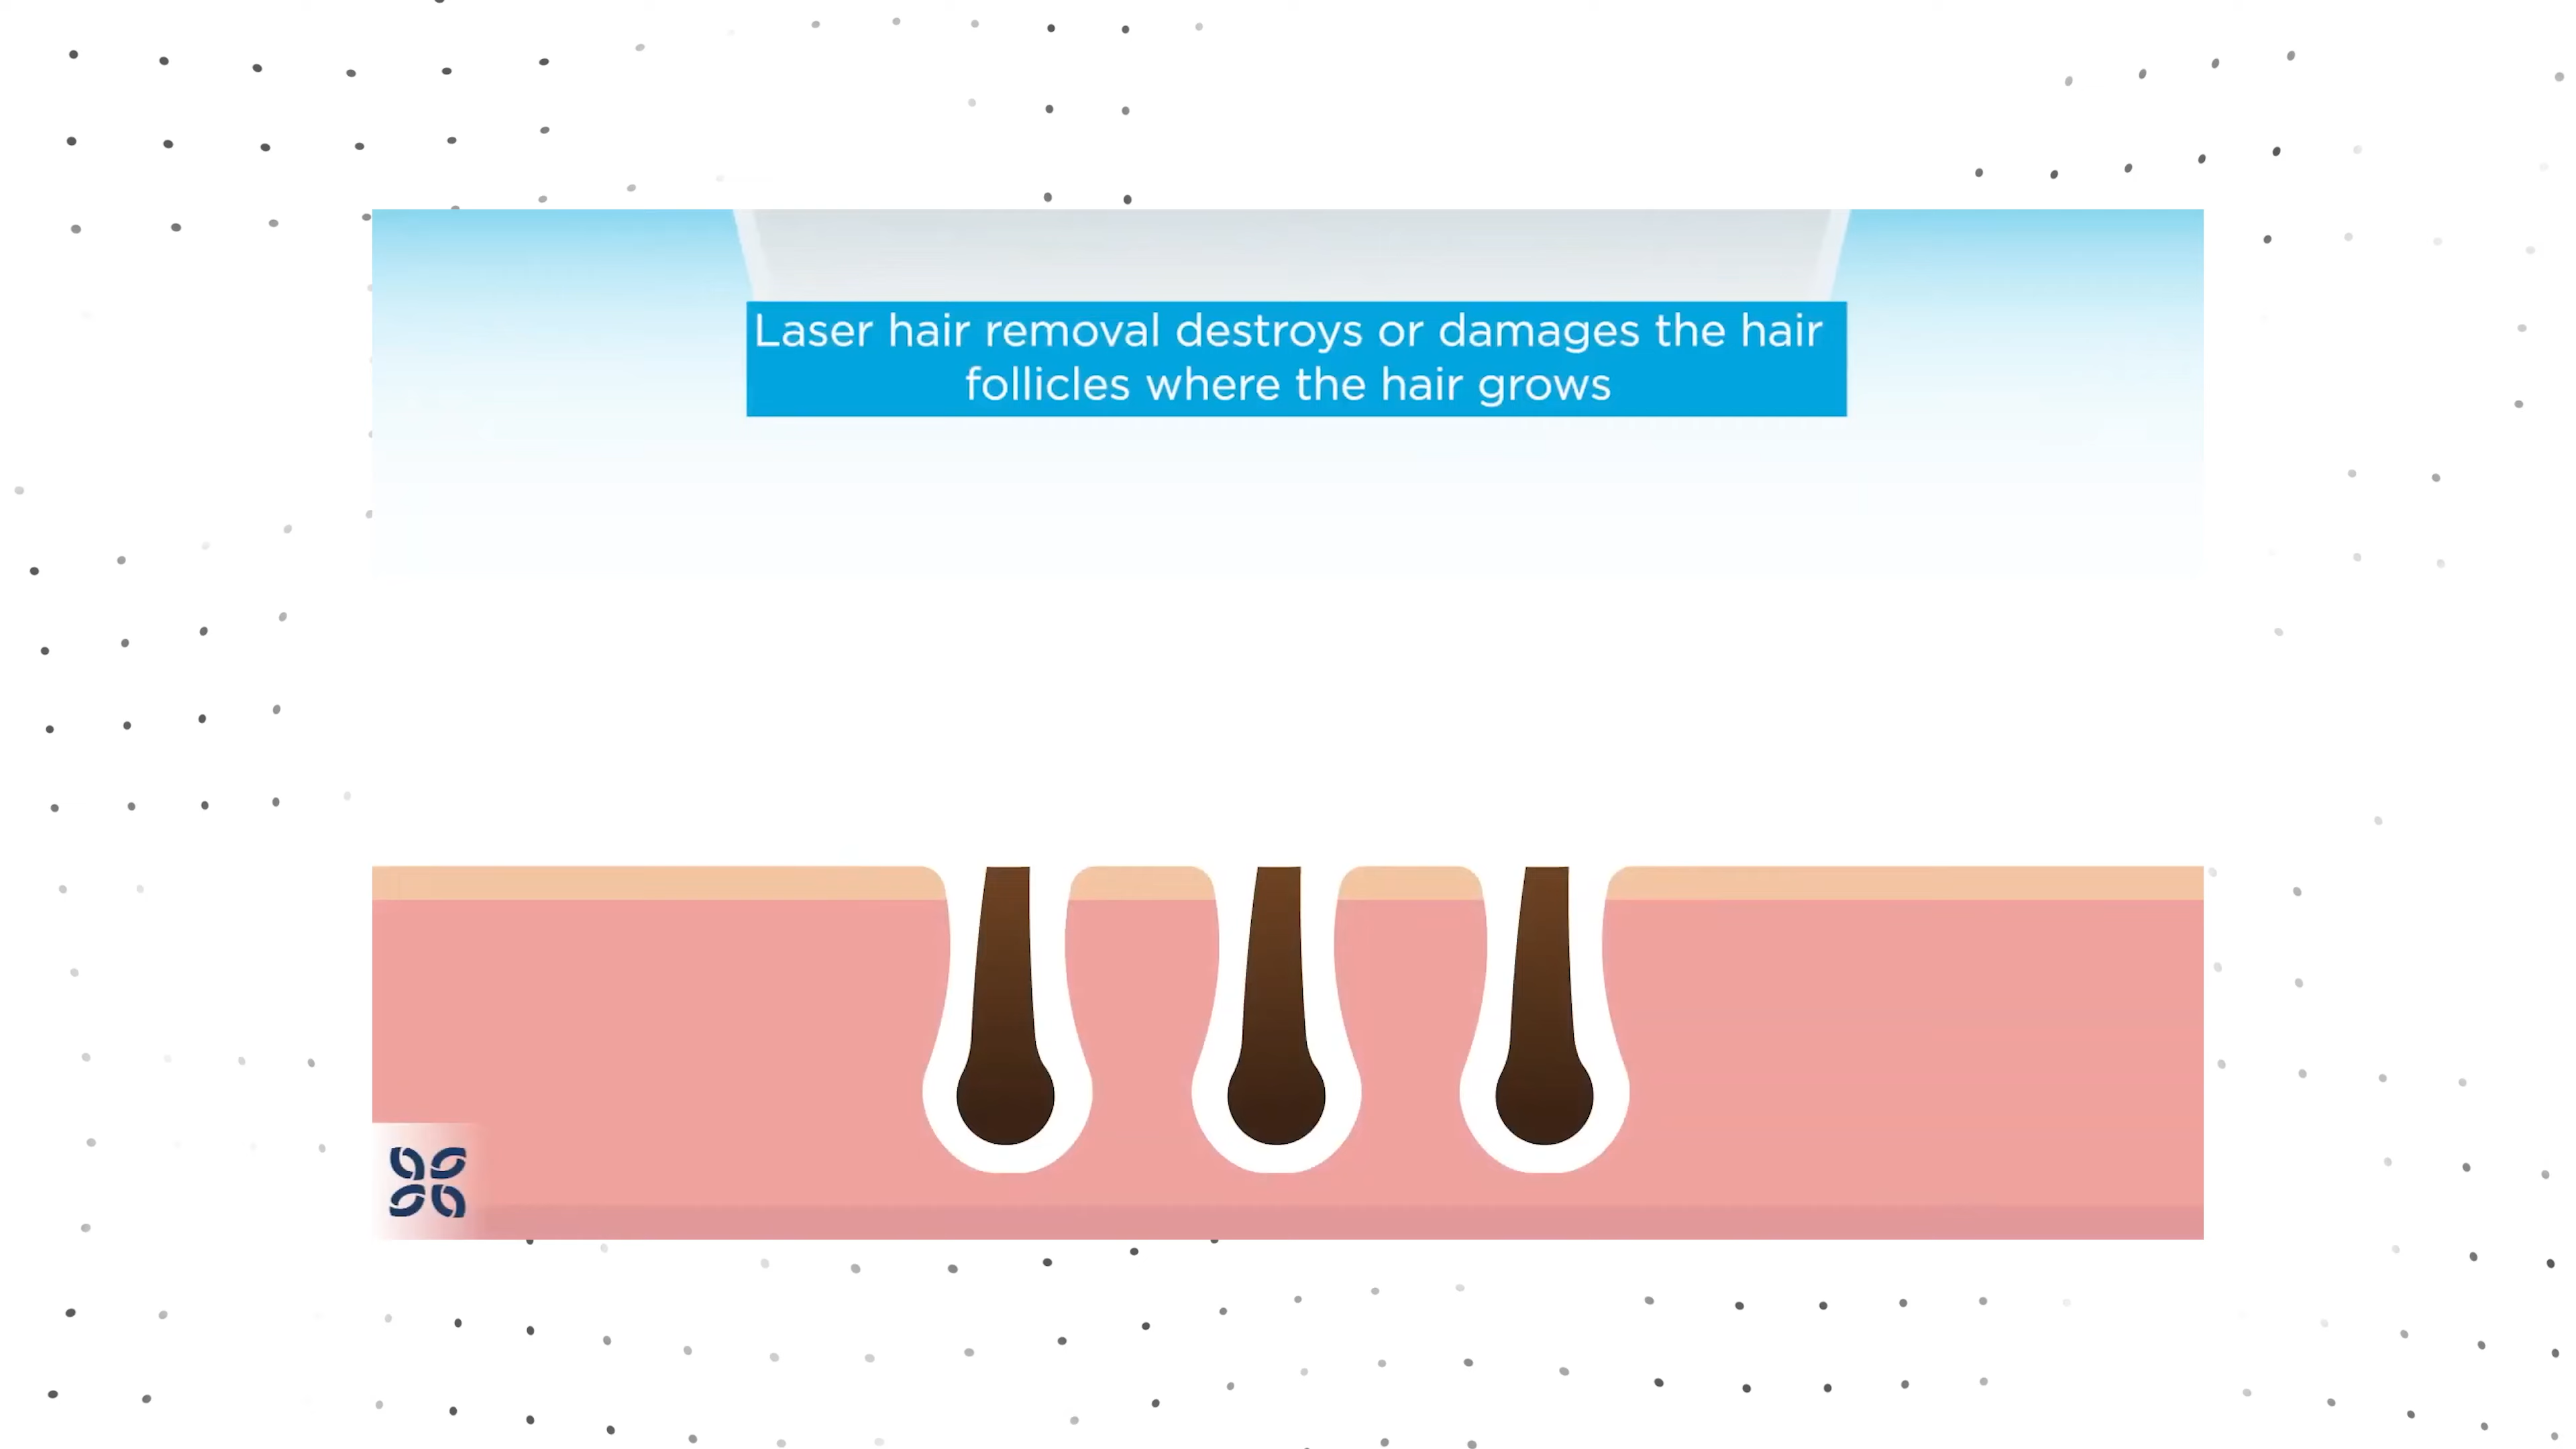 Laser hair removal destroys or damages the hair
follicles where the hair grows